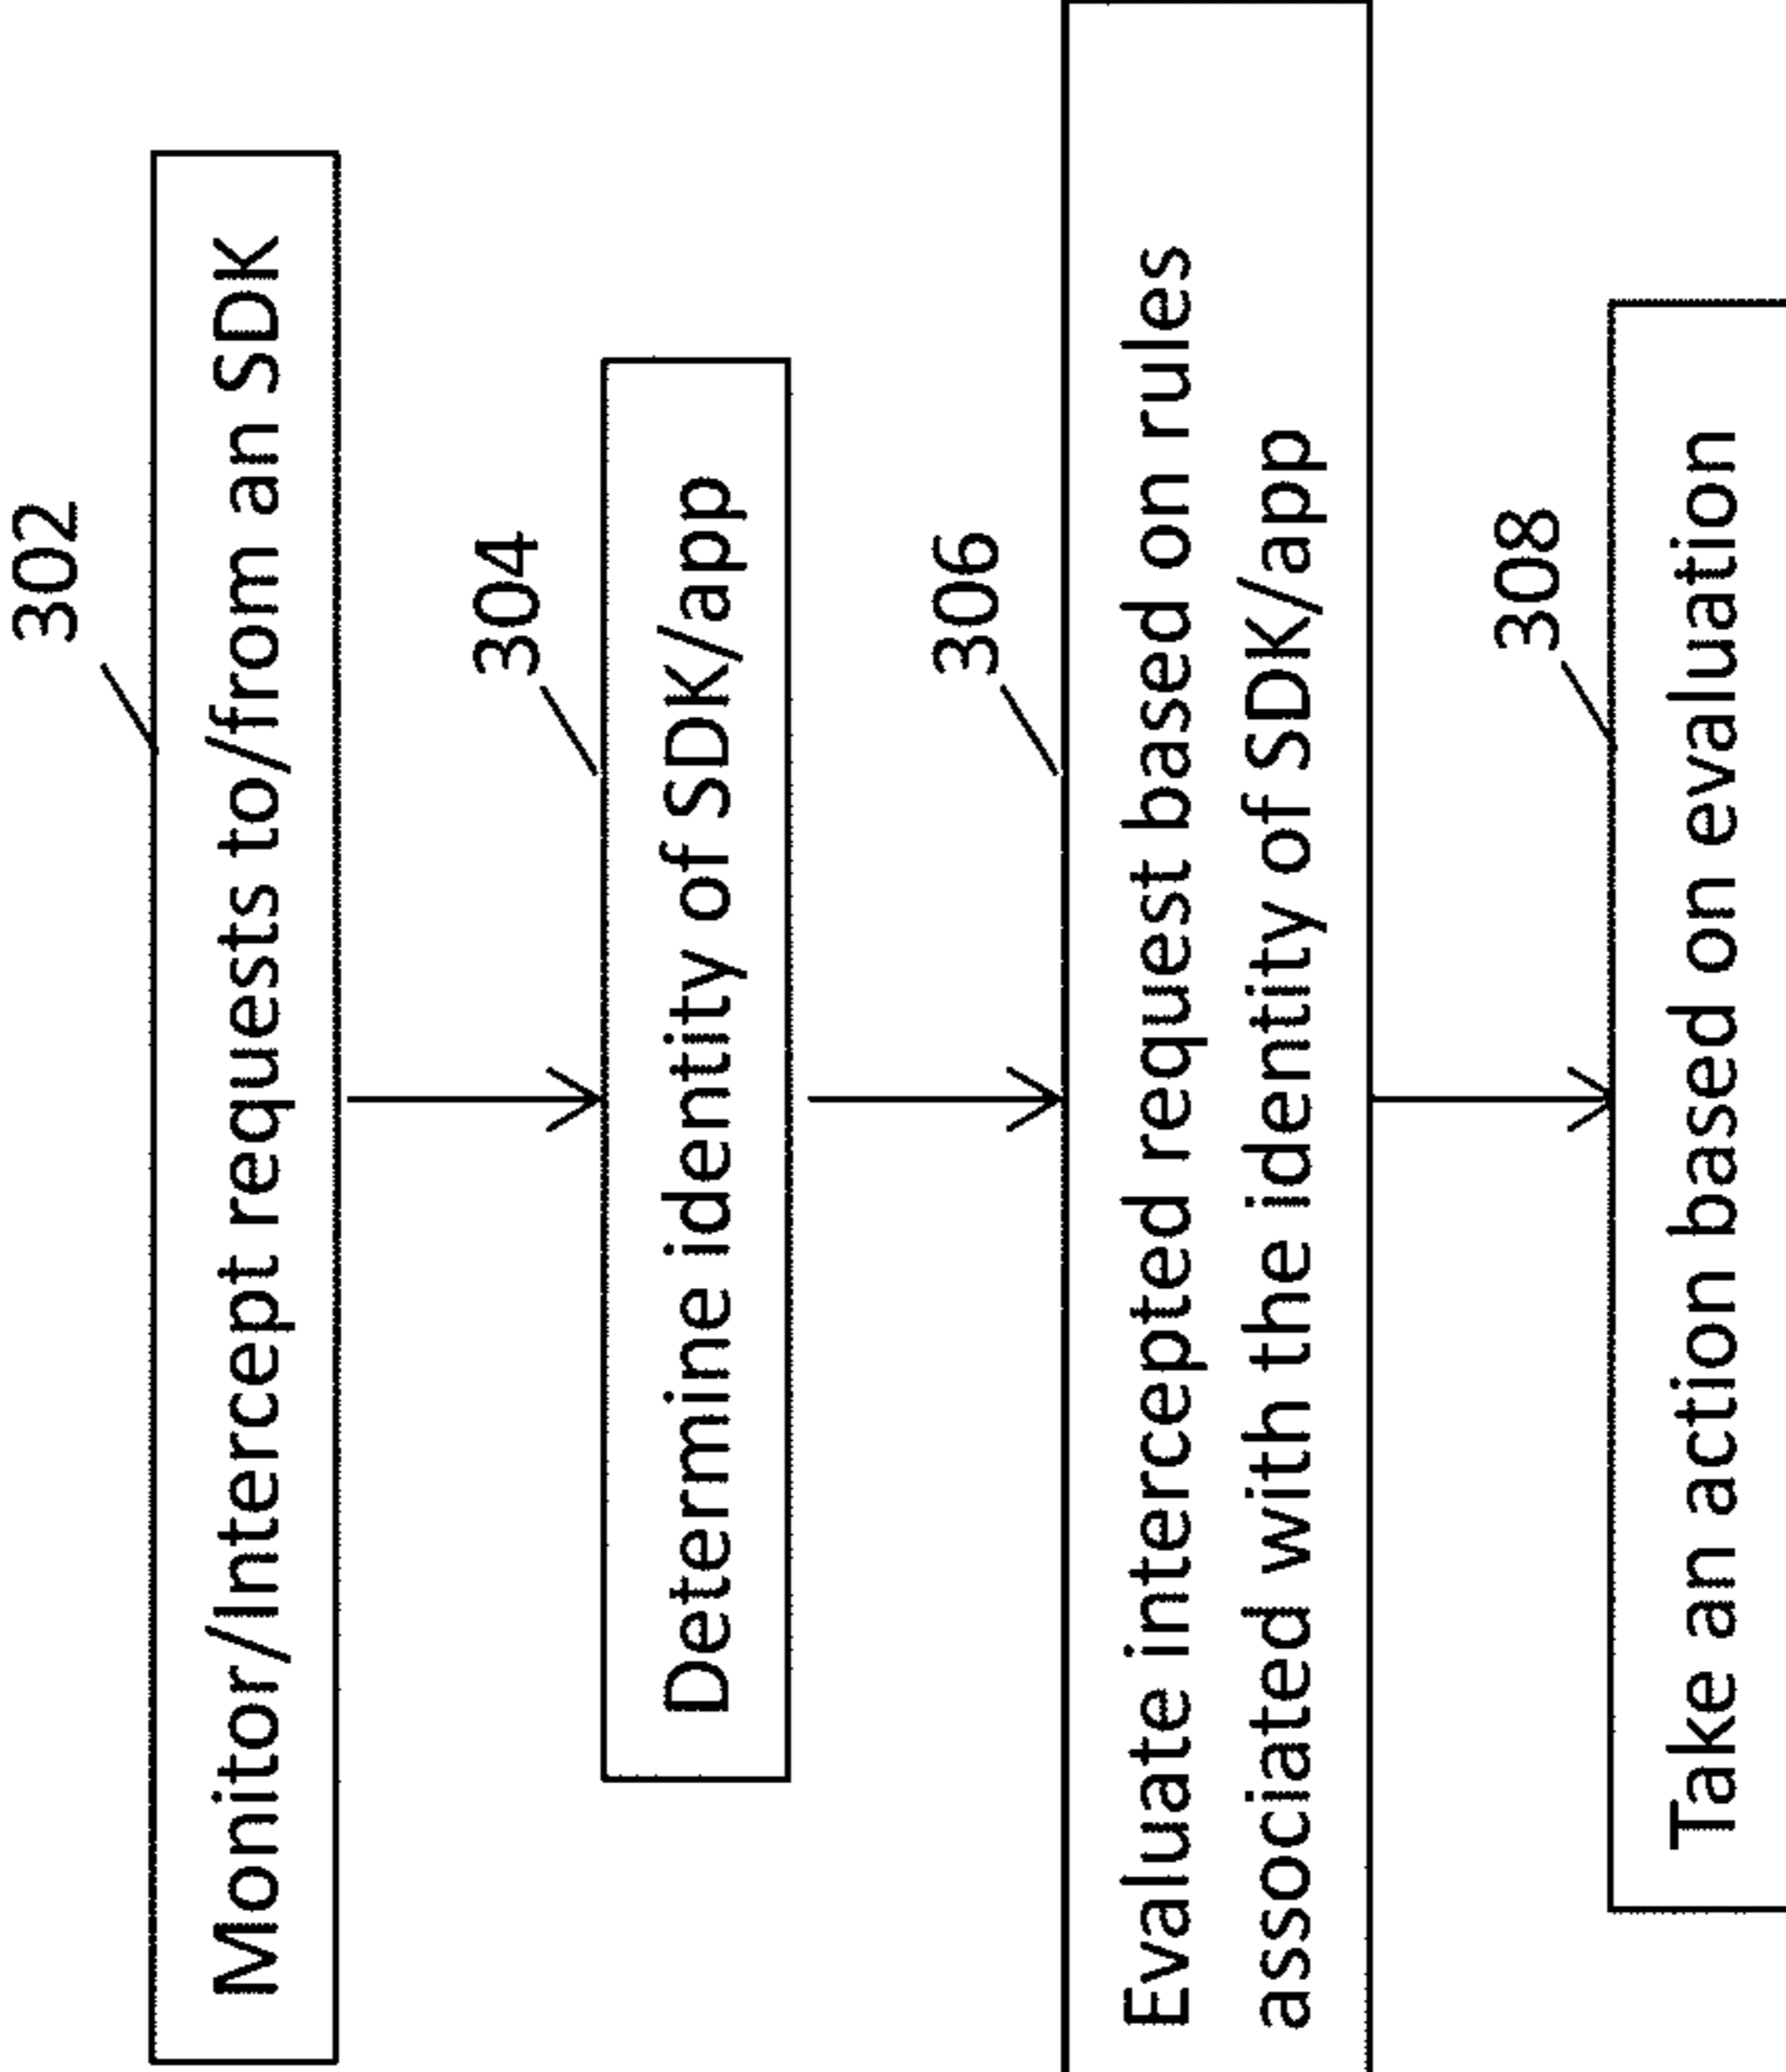 302
Monitor/Intercept requests to/from an SDK
304
Determine identity of SDK/app
306
Evaluate intercepted request based on rules
associated with the identity of SDK/app
308
Take an action based on evaluation